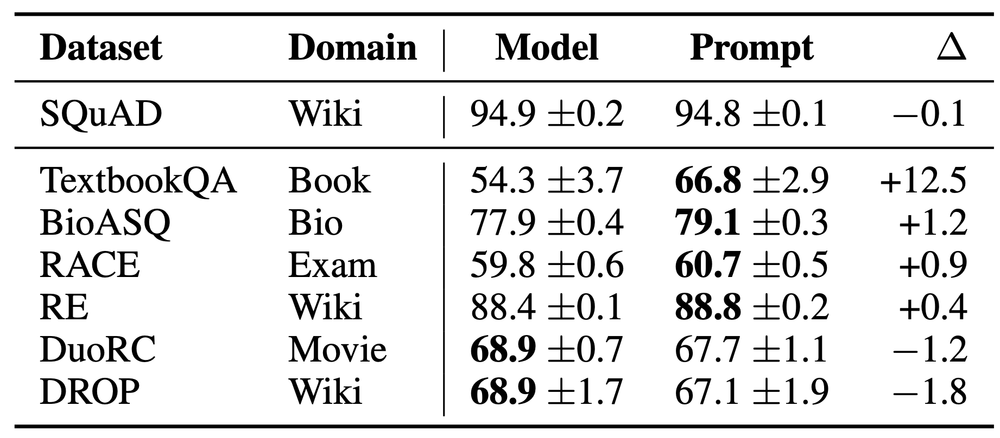 Dataset Domain Model Prompt Δ
SQuAD Wiki 94.9 ±0.2 94.8 ±0.1 −0.1
TextbookQA Book 54.3 ±3.7 66.8 ±2.9 +12.5
BioASQ Bio 77.9 ±0.4 79.1 ±0.3 +1.2
RACE Exam 59.8 ±0.6 60.7 ±0.5 +0.9
RE Wiki 88.4 ±0.1 88.8 ±0.2 +0.4
DuoRC Movie 68.9 ±0.7 67.7 ±1.1 −1.2
DROP Wiki 68.9 ±1.7 67.1 ±1.9 −1.8